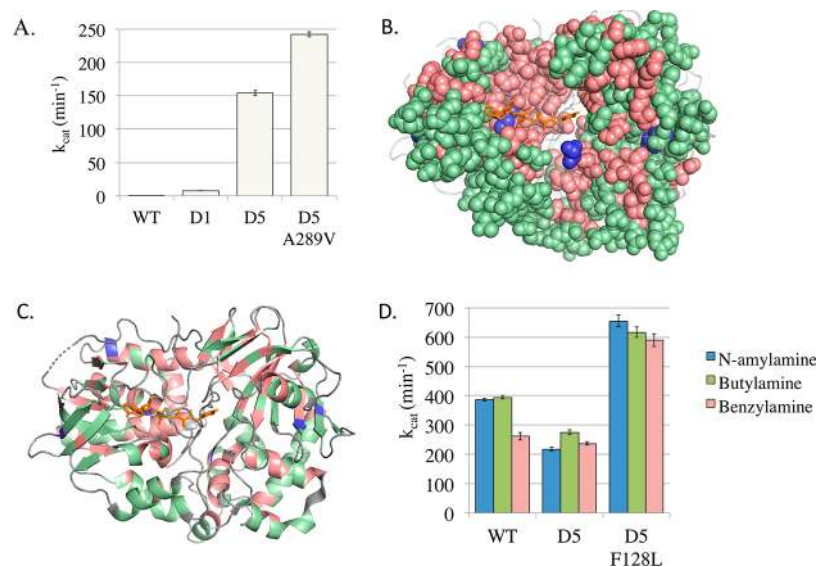 A.
k_cat (min⁻¹)
250
200
150
100
50
0
WT
D1
D5
D5
A289V
B.
C.
D.
k_cat (min⁻¹)
700
600
500
400
300
200
100
0
WT
D5
D5
F128L
N-amylamine
Butylamine
Benzylamine